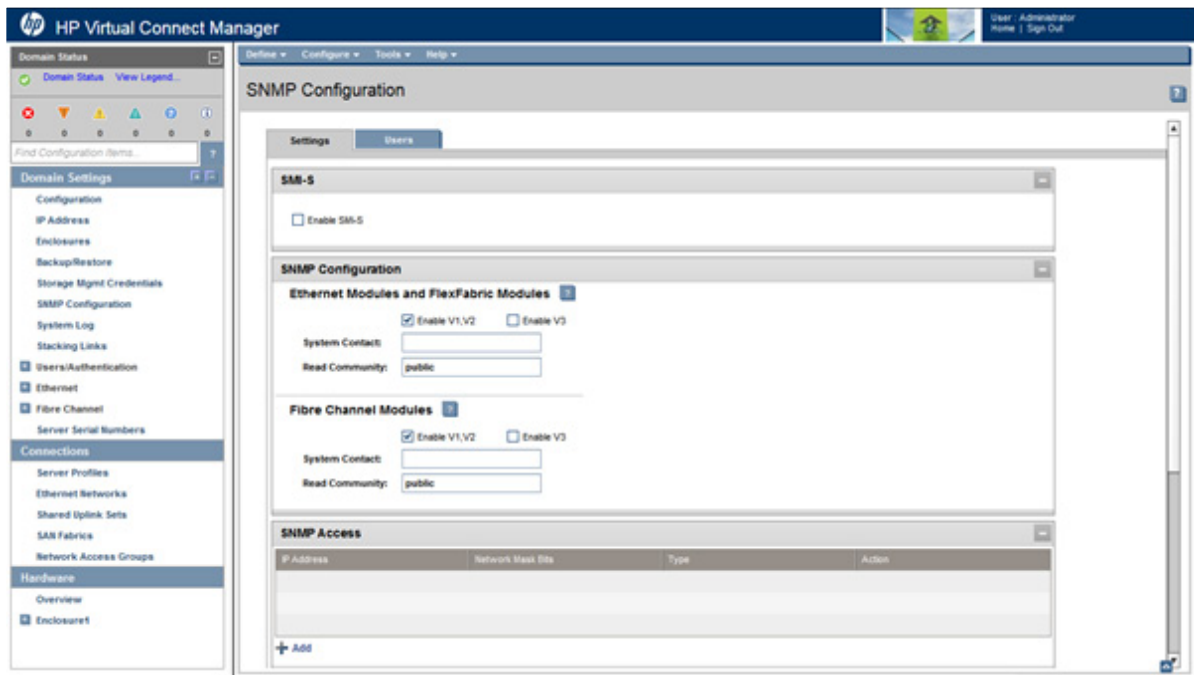 hp HP Virtual Connect Manager
User : Administrator
Home | Sign Out
Domain Status
Domain Status View Legend...
0 0 0 0 0 0
Find Configuration Items...
?
Domain Settings
Configuration
IP Address
Enclosures
Backup/Restore
Storage Mgmt Credentials
SNMP Configuration
System Log
Stacking Links
Users/Authentication
Ethernet
Fibre Channel
Server Serial Numbers
Connections
Server Profiles
Ethernet Networks
Shared Uplink Sets
SAN Fabrics
Network Access Groups
Hardware
Overview
Enclosure1
Define Configure Tools Help
SNMP Configuration
?
Settings Users
SMI-S
Enable SMI-S
SNMP Configuration
Ethernet Modules and FlexFabric Modules ?
Enable V1,V2 Enable V3
System Contact:
Read Community: public
Fibre Channel Modules ?
Enable V1,V2 Enable V3
System Contact:
Read Community: public
SNMP Access
IP Address Network Mask Bits Type Action
Add